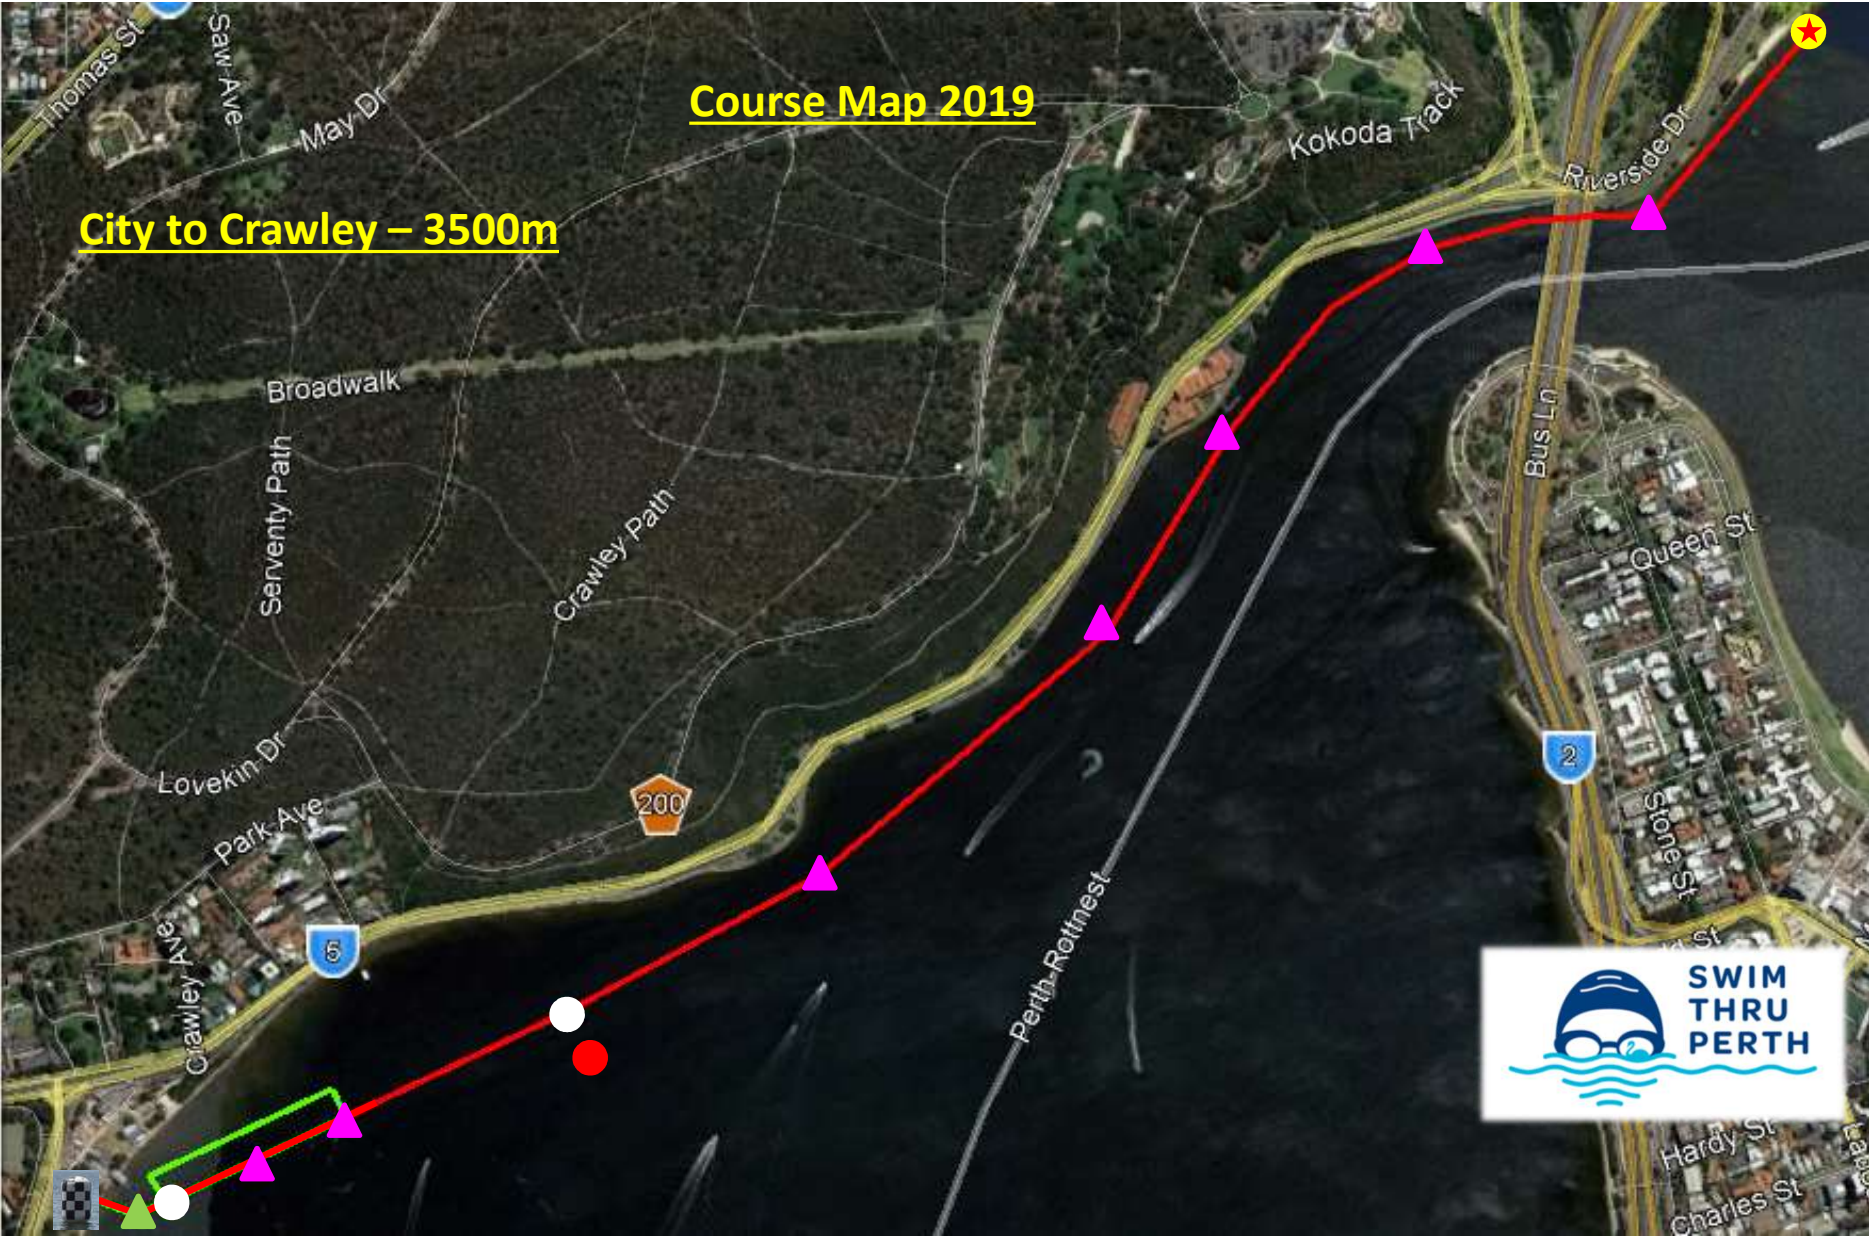 Course Map 2019
City to Crawley – 3500m
Thomas St
Saw Ave
May Dr
Kokoda Track
Riverside Dr
Broadwalk
Seventy Path
Crawley Path
Bus Ln
Queen St
Lovekin Dr
Park Ave
200
2
Stone St
5
Crawley Ave
Perth-Rottnest
SWIM
THRU
PERTH
Hardy St
Charles St